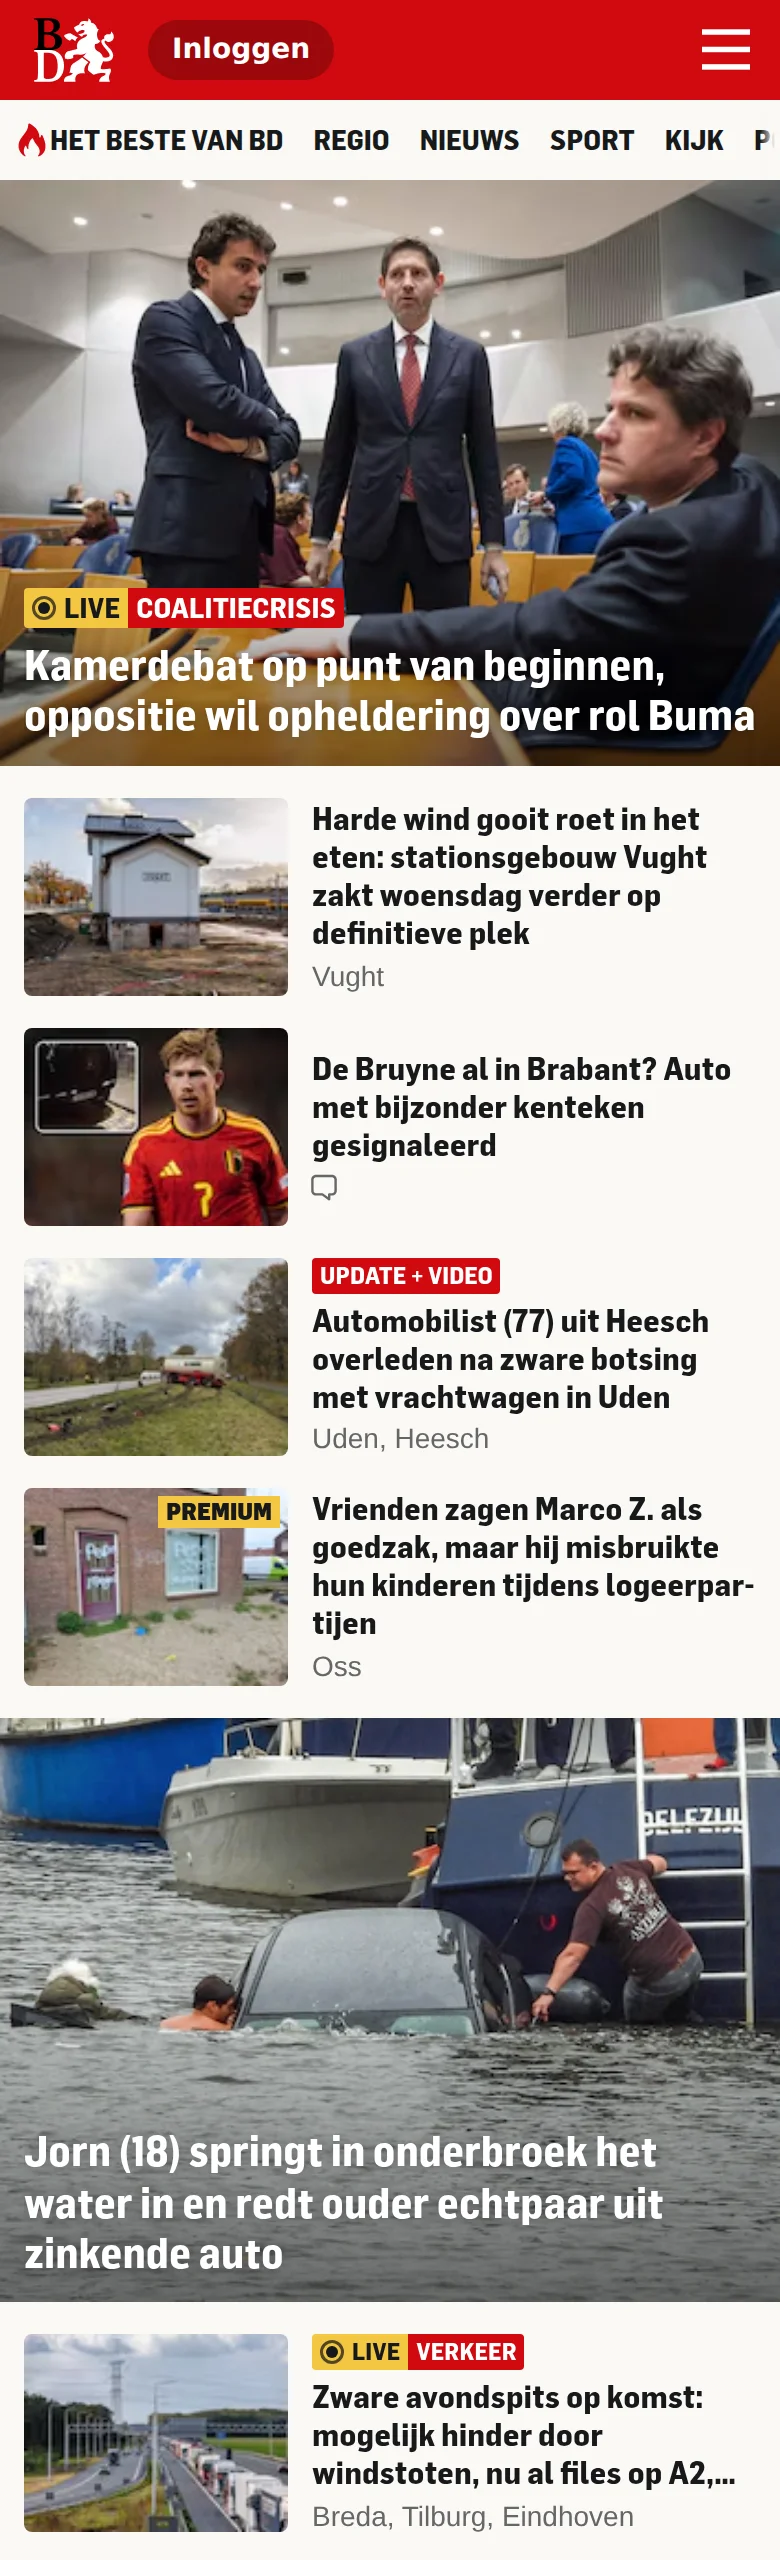 B
D
Inloggen
HET BESTE VAN BD REGIO NIEUWS SPORT KIJK
LIVE COALITIECRISIS
Kamerdebat op punt van beginnen,
oppositie wil opheldering over rol Buma
Harde wind gooit roet in het
eten: stationsgebouw Vught
zakt woensdag verder op
definitieve plek
Vught
7
De Bruyne al in Brabant? Auto
met bijzonder kenteken
gesignaleerd
UPDATE + VIDEO
Automobilist (77) uit Heesch
overleden na zware botsing
met vrachtwagen in Uden
Uden, Heesch
PREMIUM
Vrienden zagen Marco Z. als
goedzak, maar hij misbruikte
hun kinderen tijdens logeerpar-
tijen
Oss
DELFZIJL
Jorn (18) springt in onderbroek het
water in en redt ouder echtpaar uit
zinkende auto
LIVE VERKEER
Zware avondspits op komst:
mogelijk hinder door
windstoten, nu al files op A2,...
Breda, Tilburg, Eindhoven